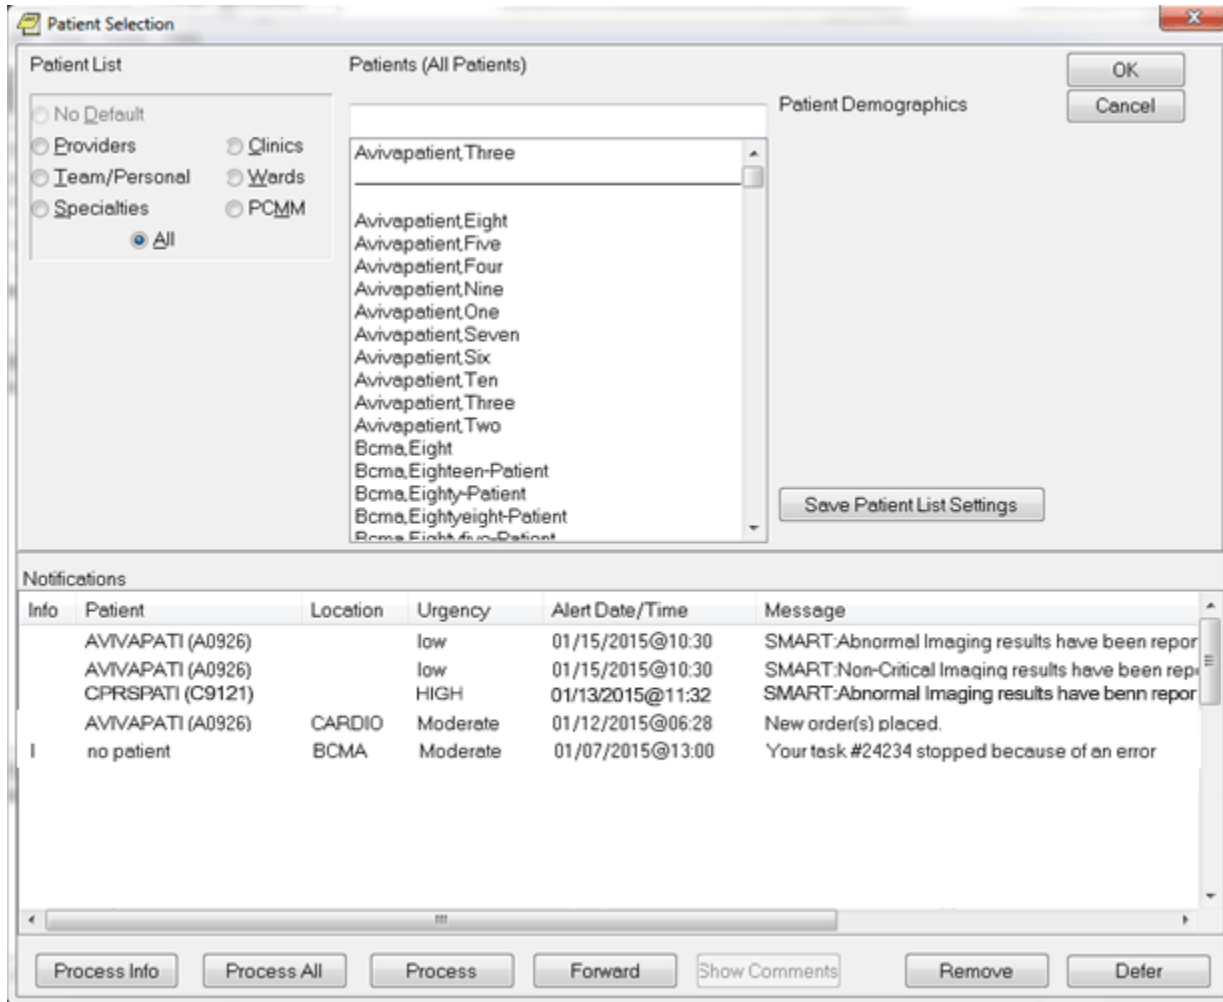 Patient Selection
Patient List
Patients (All Patients)
OK
Patient Demographics
Cancel
No Default
Providers
Clinics
Team/Personal
Wards
Specialties
PCMM
All
Avivapatient,Three
Avivapatient,Eight
Avivapatient,Five
Avivapatient,Four
Avivapatient,Nine
Avivapatient,One
Avivapatient,Seven
Avivapatient,Six
Avivapatient,Ten
Avivapatient,Three
Avivapatient,Two
Bcma,Eight
Bcma,Eighteen-Patient
Bcma,Eighty-Patient
Bcma,Eightyeight-Patient
Bcma,Eightyfive-Patient
Save Patient List Settings
Notifications
Info Patient Location Urgency Alert Date/Time Message
AVIVAPATI (A0926) low 01/15/2015@10:30 SMART:Abnormal Imaging results have been repor
AVIVAPATI (A0926) low 01/15/2015@10:30 SMART:Non-Critical Imaging results have been rep
CPRSPATI (C9121) HIGH 01/13/2015@11:32 SMART:Abnormal Imaging results have benn repor
AVIVAPATI (A0926) CARDIO Moderate 01/12/2015@06:28 New order(s) placed.
I no patient BCMA Moderate 01/07/2015@13:00 Your task #24234 stopped because of an error
Process Info Process All Process Forward Show Comments Remove Defer